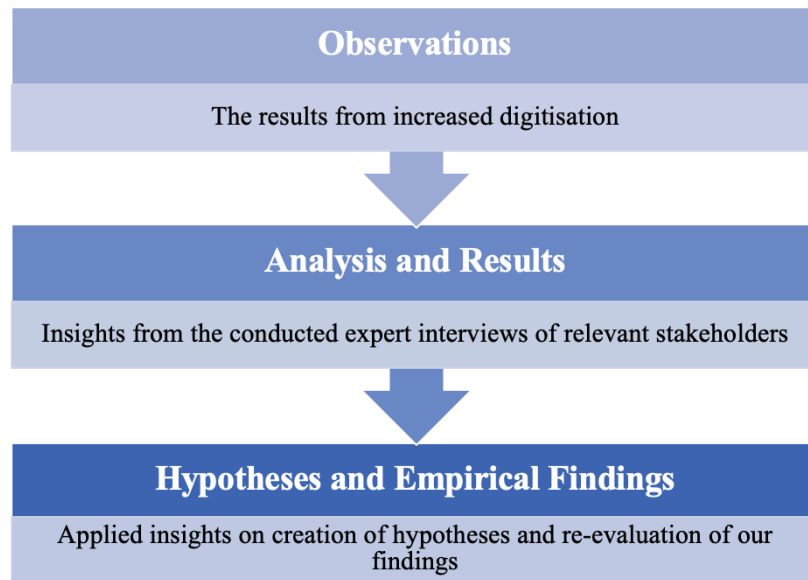 Observations
The results from increased digitisation
Analysis and Results
Insights from the conducted expert interviews of relevant stakeholders
Hypotheses and Empirical Findings
Applied insights on creation of hypotheses and re-evaluation of our
findings